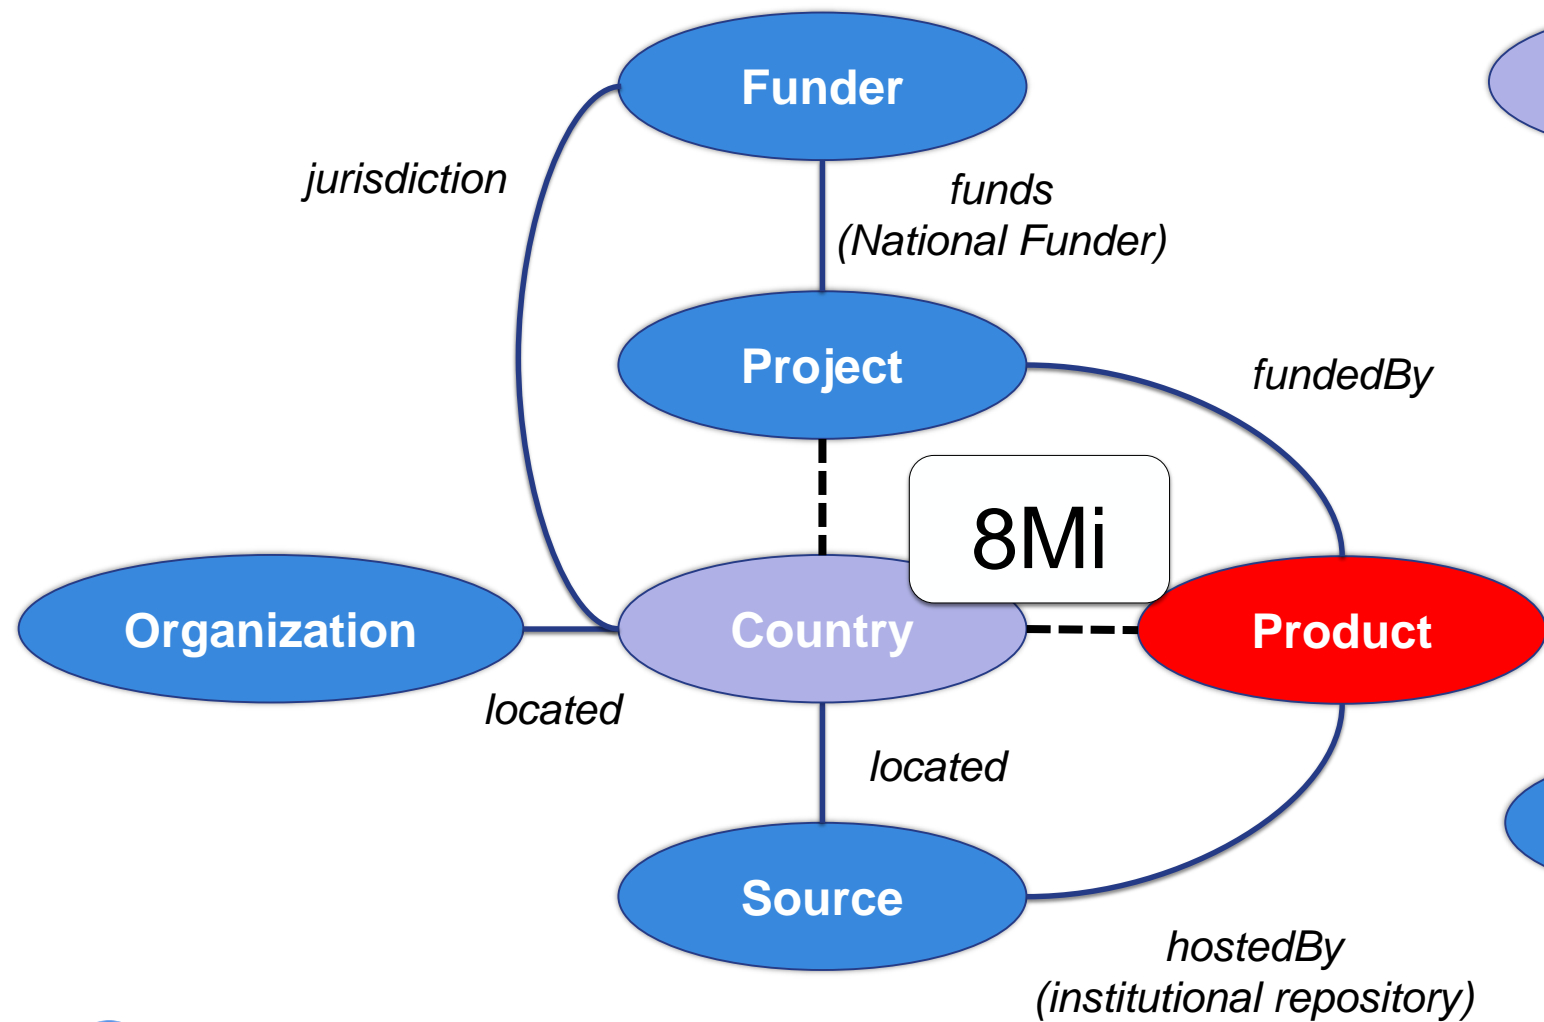 Funder
jurisdiction
funds
(National Funder)
Project
fundedBy
8Mi
Organization
Country
Product
located
located
Source
hostedBy
(institutional repository)